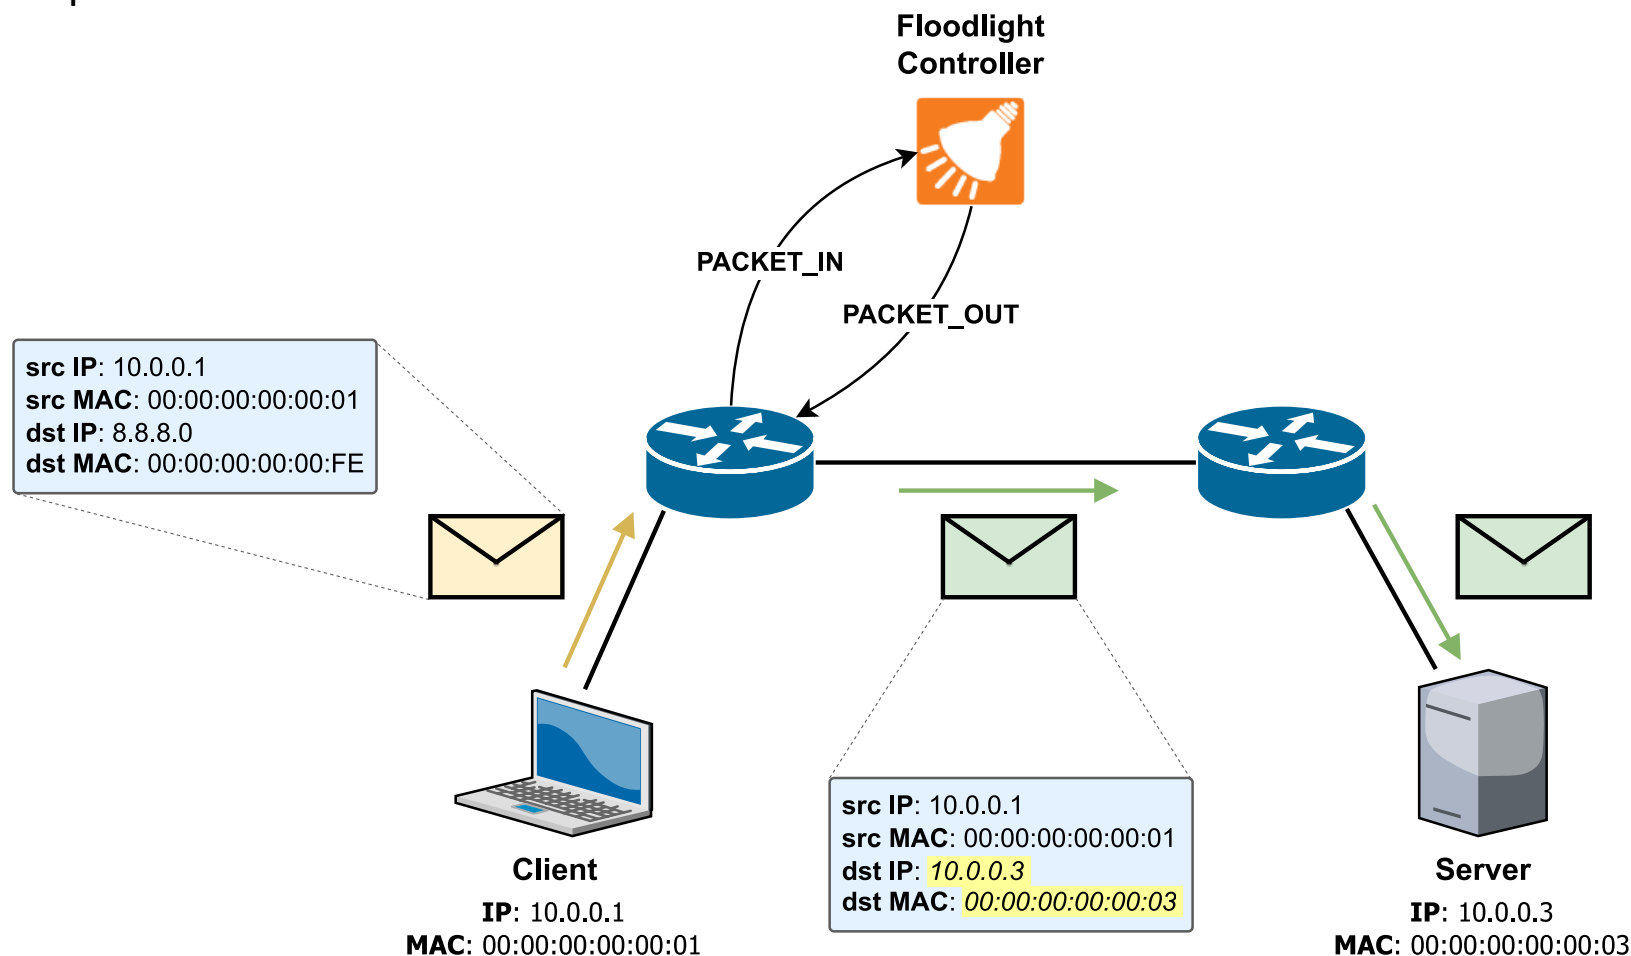 Floodlight
Controller
PACKET_IN
PACKET_OUT
src IP: 10.0.0.1
src MAC: 00:00:00:00:00:01
dst IP: 8.8.8.0
dst MAC: 00:00:00:00:00:FE
src IP: 10.0.0.1
src MAC: 00:00:00:00:00:01
dst IP: 10.0.0.3
dst MAC: 00:00:00:00:00:03
Client
IP: 10.0.0.1
MAC: 00:00:00:00:00:01
Server
IP: 10.0.0.3
MAC: 00:00:00:00:00:03